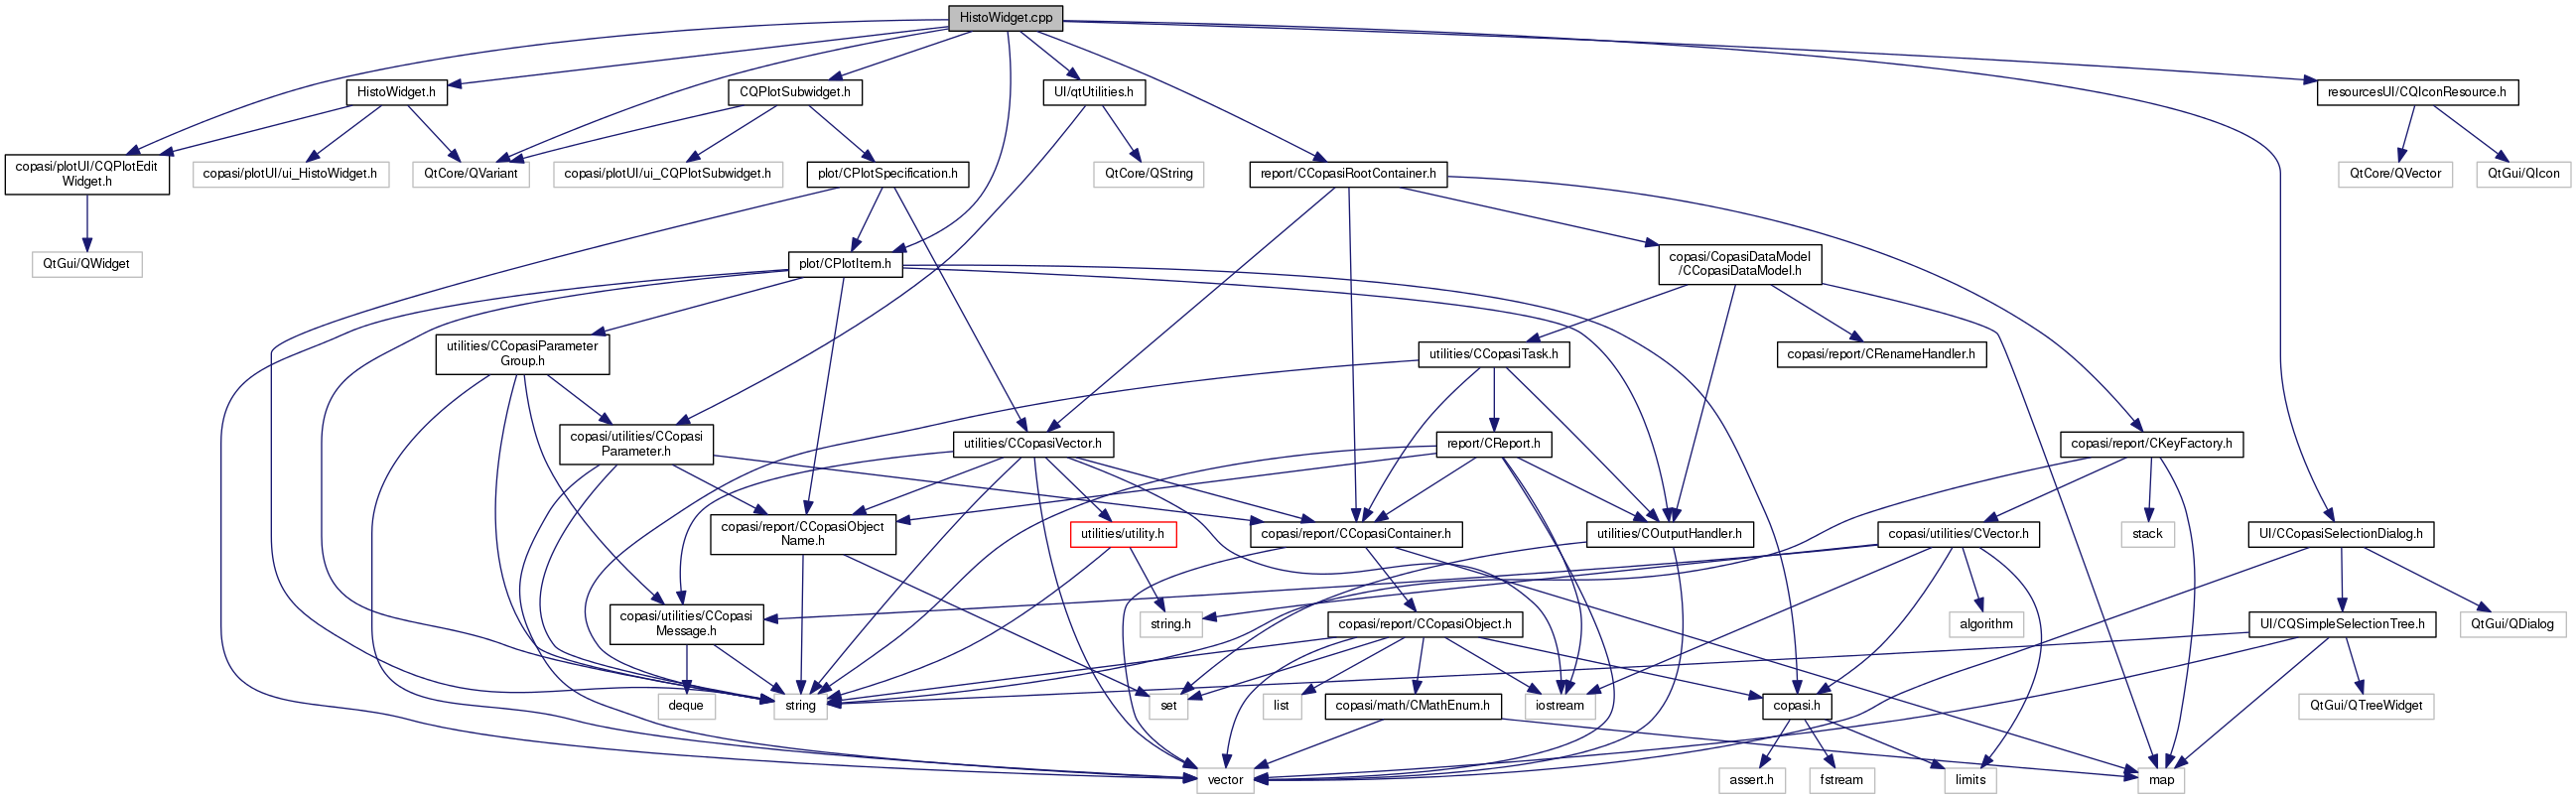 HistoWidget.cpp
HistoWidget.h
CQPlotSubwidget.h
UI/qtUtilities.h
resourcesUI/CQIconResource.h
copasi/plotUI/CQPlotEdit
Widget.h
copasi/plotUI/ui_HistoWidget.h
QtCore/QVariant
copasi/plotUI/ui_CQPlotSubwidget.h
plot/CPlotSpecification.h
QtCore/QString
report/CCopasiRootContainer.h
QtCore/QVector
QtGui/QIcon
QtGui/QWidget
plot/CPlotItem.h
copasi/CopasiDataModel
/CCopasiDataModel.h
utilities/CCopasiParameter
Group.h
utilities/CCopasiTask.h
copasi/report/CRenameHandler.h
copasi/utilities/CCopasi
Parameter.h
utilities/CCopasiVector.h
report/CReport.h
copasi/report/CKeyFactory.h
copasi/report/CCopasiObject
Name.h
utilities/utility.h
copasi/report/CCopasiContainer.h
utilities/COutputHandler.h
copasi/utilities/CVector.h
stack
UI/CCopasiSelectionDialog.h
copasi/utilities/CCopasi
Message.h
string.h
copasi/report/CCopasiObject.h
algorithm
UI/CQSimpleSelectionTree.h
QtGui/QDialog
deque
string
set
list
copasi/math/CMathEnum.h
iostream
copasi.h
QtGui/QTreeWidget
vector
assert.h
fstream
limits
map